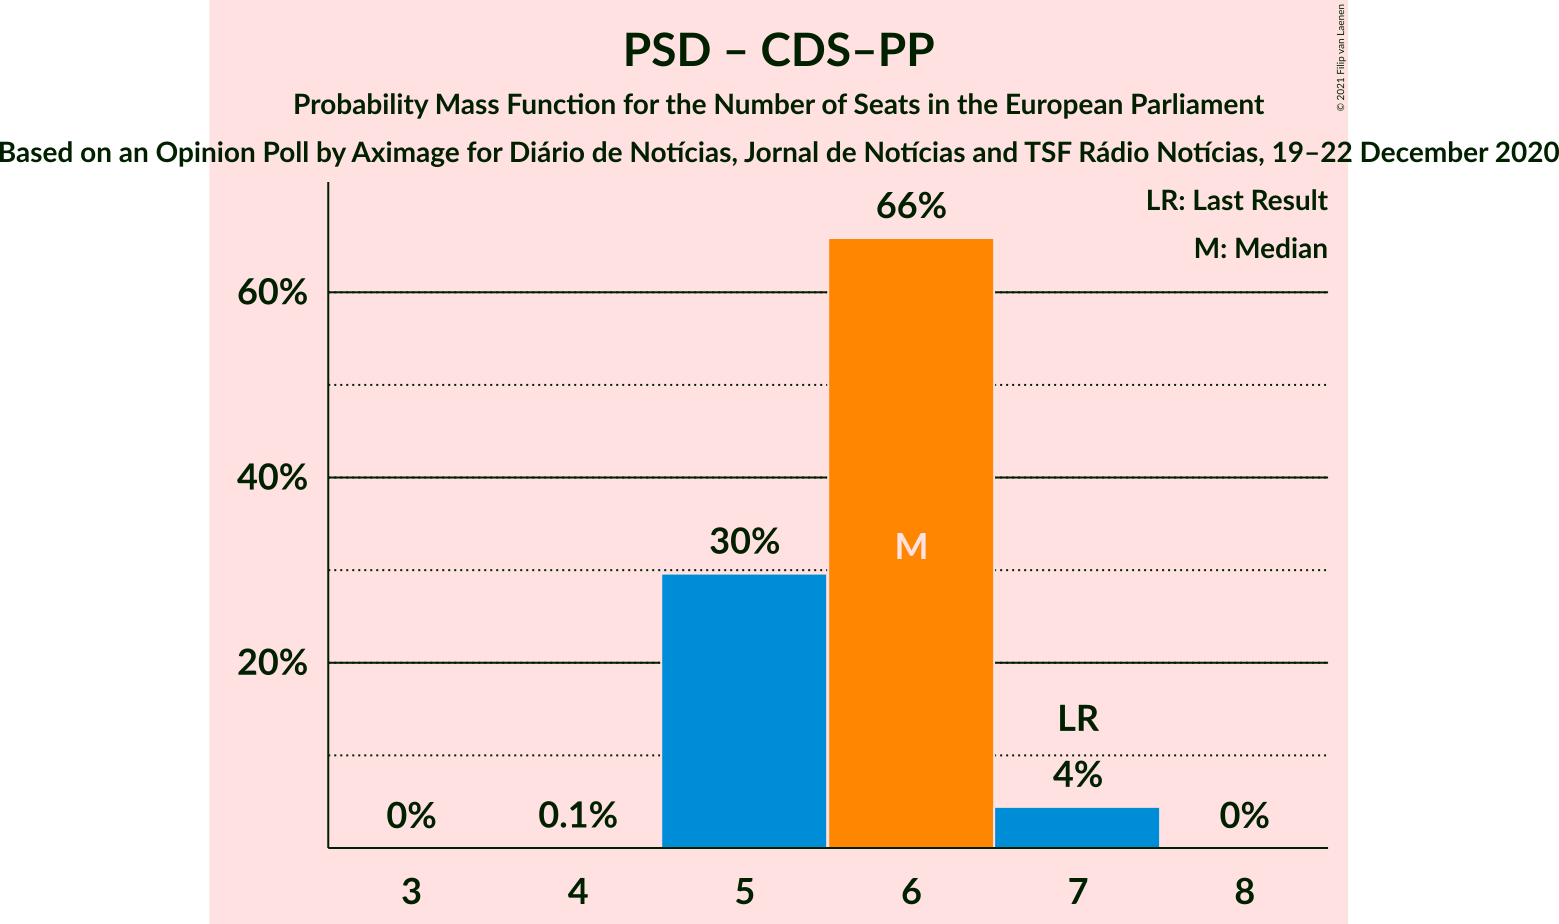 PSD – CDS–PP
Probability Mass Function for the Number of Seats in the European Parliament
Based on an Opinion Poll by Aximage for Diário de Notícias, Jornal de Notícias and TSF Rádio Notícias, 19–22 December 2020
© 2021 Filip van Laenen
LR: Last Result
M: Median
66%
60%
40%
30%
M
20%
LR
4%
0%
0.1%
0%
3
4
5
6
7
8